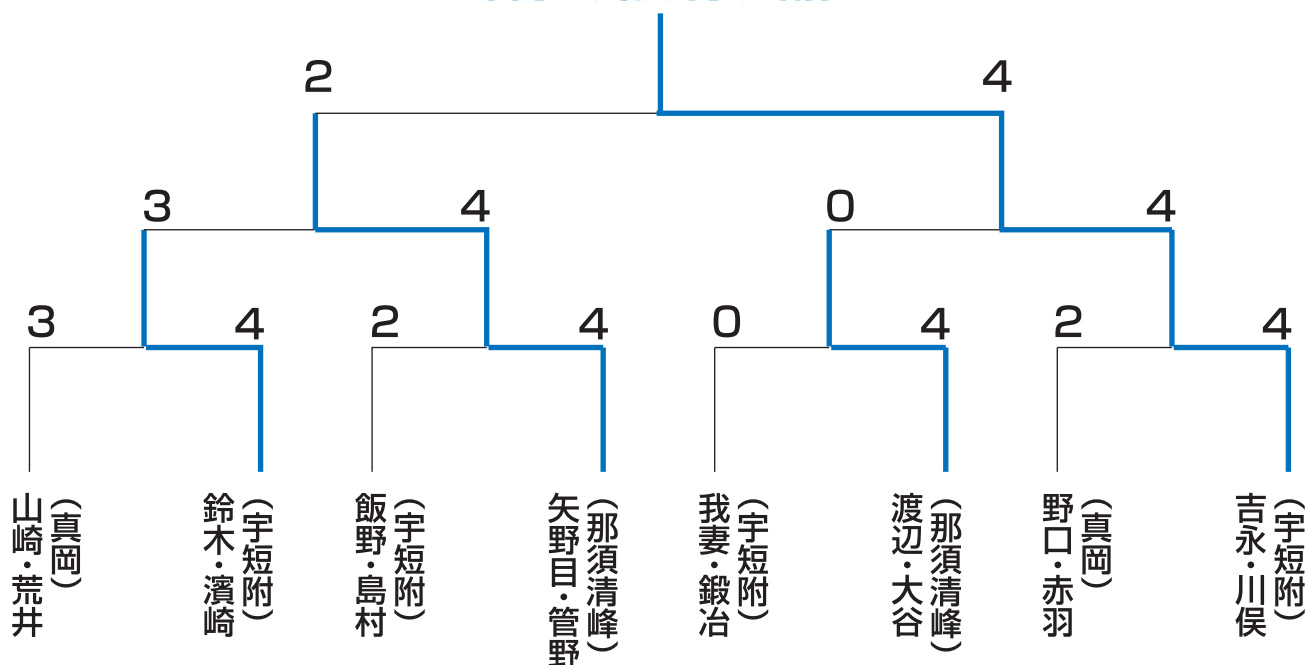 2 4
3 4 0 4
3 4 2 4 0 4 2 4
山崎・荒井
（真岡）
鈴木・濱崎
（宇短附）
飯野・島村
（宇短附）
矢野目・管野
（那須清峰）
我妻・鍛冶
（宇短附）
渡辺・大谷
（那須清峰）
野口・赤羽
（真岡）
吉永・川俣
（宇短附）